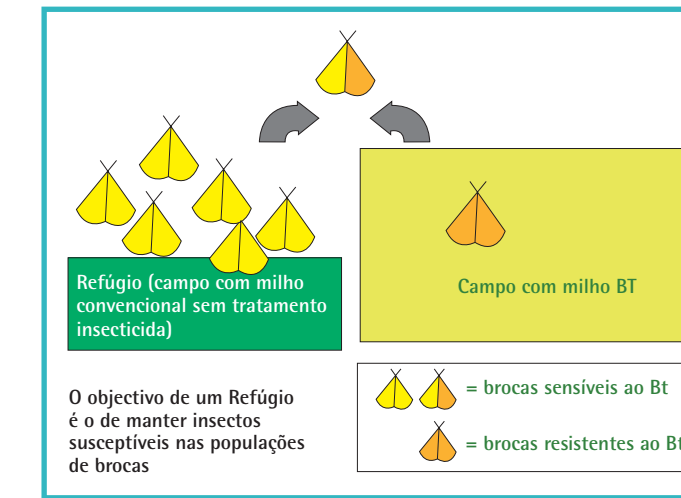 Refúgio (campo com milho
convencional sem tratamento
insecticida)
Campo com milho BT
O objectivo de um Refúgio
é o de manter insectos
susceptíveis nas populações
de brocas
= brocas sensíveis ao Bt
= brocas resistentes ao Bt